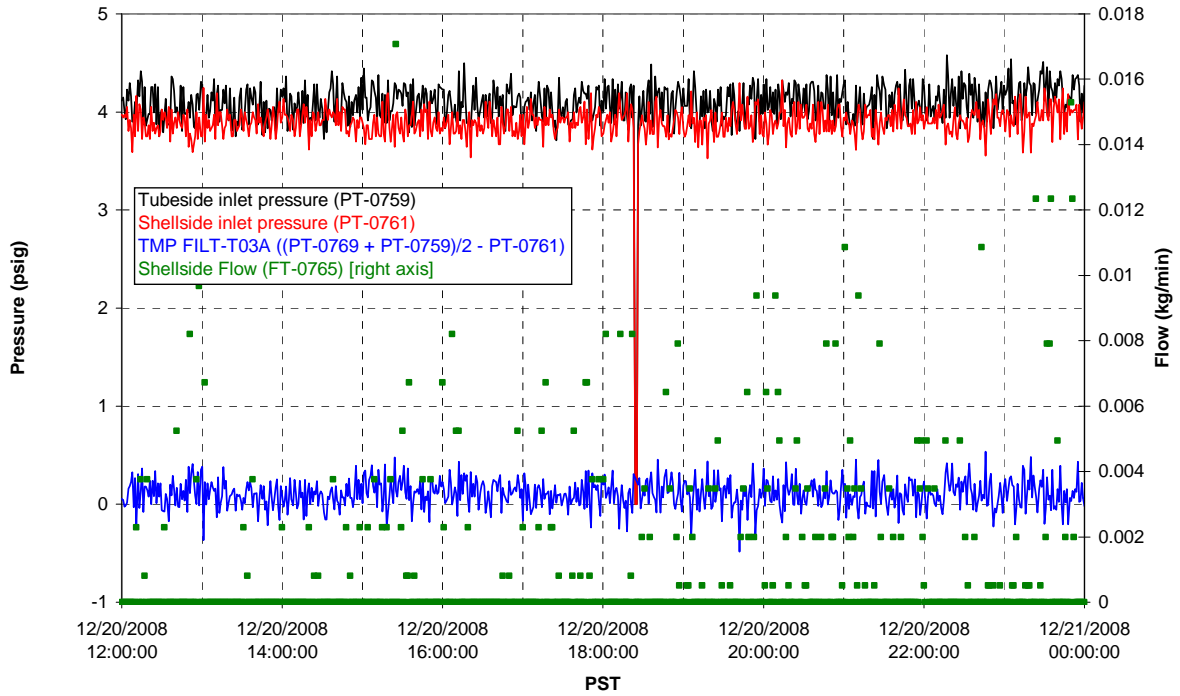 5
4
3
2
1
0
-1
Pressure (psig)
Tubeside inlet pressure (PT-0759)
Shellside inlet pressure (PT-0761)
TMP FILT-T03A ((PT-0769 + PT-0759)/2 - PT-0761)
Shellside Flow (FT-0765) [right axis]
0.018
0.016
0.014
0.012
0.010
0.008
0.006
0.004
0.002
0
Flow (kg/min)
12/20/2008 12/20/2008 12/20/2008 12/20/2008 12/20/2008 12/20/2008 12/21/2008
12:00:00 14:00:00 16:00:00 18:00:00 20:00:00 22:00:00 00:00:00
PST